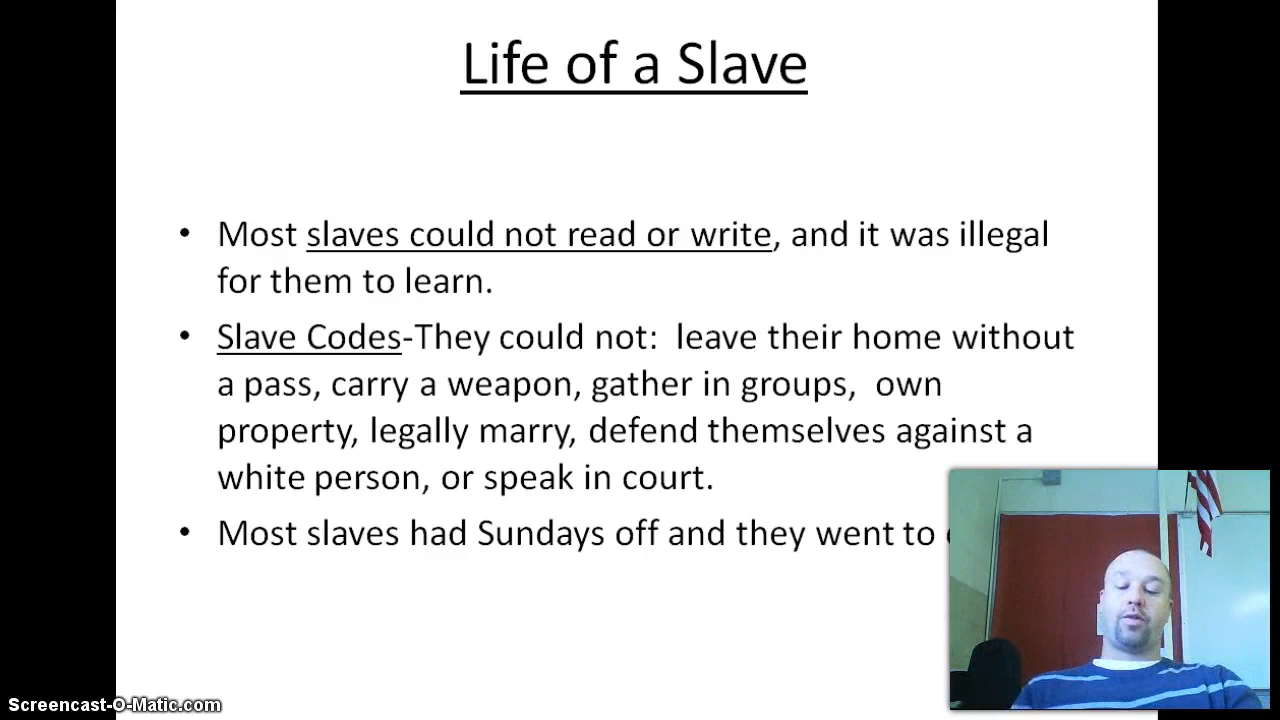 Life of a Slave
• Most slaves could not read or write, and it was illegal
for them to learn.
• Slave Codes-They could not:  leave their home without
a pass, carry a weapon, gather in groups,  own
property, legally marry, defend themselves against a
white person, or speak in court.
• Most slaves had Sundays off and they went to
Screencast-O-Matic.com